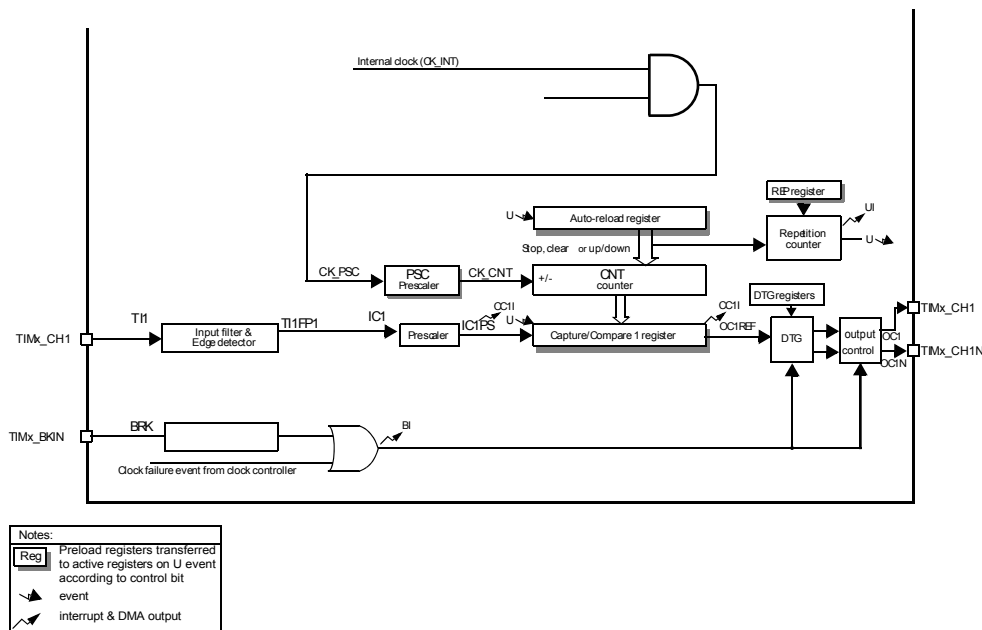 Internal clock (CK_INT)
REP register
U
Auto-reload register
UI
Repetition
counter
U
Stop, clear or up/down
CK_PSC
PSC
Prescaler
CK_CNT
+/-
CNT
counter
DTG registers
TIMx_CH1
TI1
Input filter &
Edge detector
TI1FP1
IC1
Prescaler
IC1PS
CC1I
U
Capture/Compare 1 register
CC1I
OC1REF
DTG
output
control
OC1
TIMx_CH1
OC1N
TIMx_CH1N
TIMx_BKIN
BRK
BI
Clock failure event from clock controller
Notes:
Reg
Preload registers transferred
to active registers on U event
according to control bit
event
interrupt & DMA output